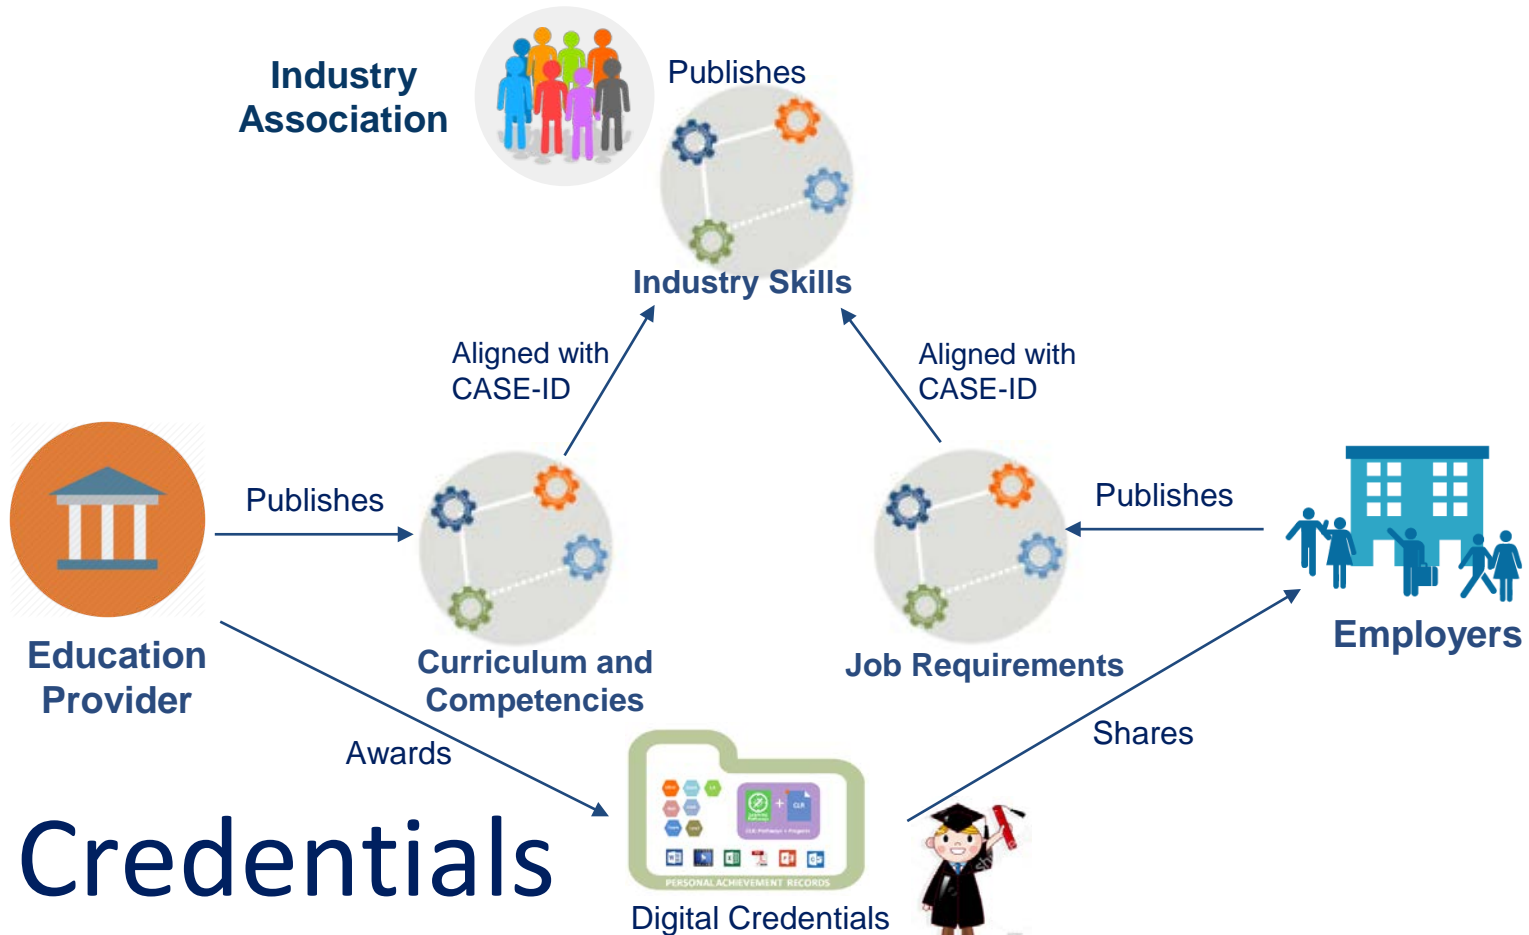 Industry
Association
Publishes
Industry Skills
Aligned with
CASE-ID
Aligned with
CASE-ID
Publishes
Publishes
Education
Provider
Curriculum and
Competencies
Job Requirements
Employers
Awards
Shares
CLR
PERSONAL ACHIEVEMENT RECORDS
Digital Credentials
Credentials